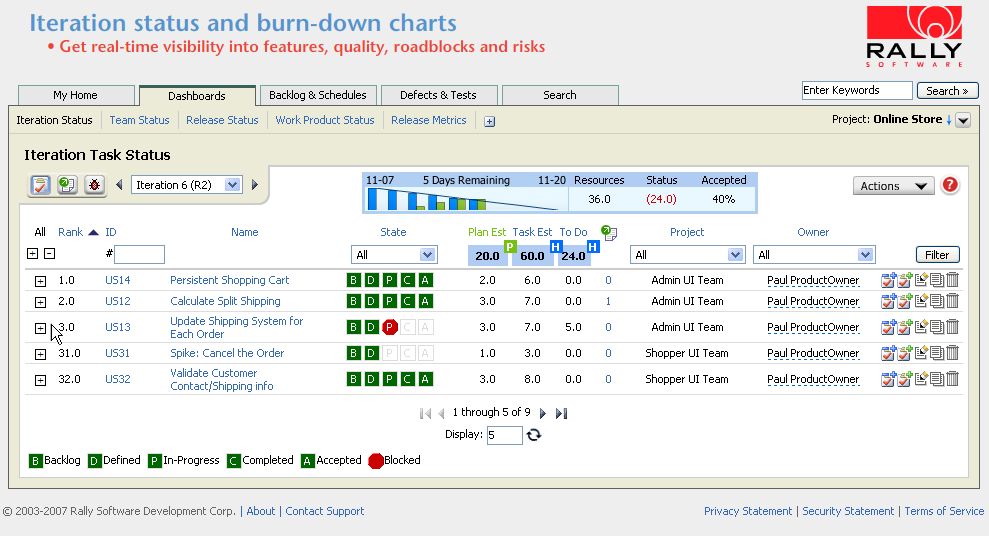 Iteration status and burn-down charts
• Get real-time visibility into features, quality, roadblocks and risks
RALLY
SOFTWARE
My Home Dashboards Backlog & Schedules Defects & Tests Search
Enter Keywords Search »
Iteration Status Team Status Release Status Work Product Status Release Metrics
Project: Online Store
Iteration Task Status
Iteration 6 (R2)
11-07 5 Days Remaining 11-20 Resources Status Accepted
36.0 (24.0) 40%
Actions ?
All Rank ID Name State Plan Est Task Est To Do Project Owner
P H H
# All 20.0 60.0 24.0 All All Filter
1.0 US14 Persistent Shopping Cart B D P C A 2.0 6.0 0.0 0 Admin UI Team Paul ProductOwner
2.0 US12 Calculate Split Shipping B D P C A 3.0 7.0 0.0 1 Admin UI Team Paul ProductOwner
3.0 US13 Update Shipping System for B D P C A 3.0 7.0 5.0 0 Admin UI Team Paul ProductOwner
Each Order
31.0 US31 Spike: Cancel the Order B D P C A 1.0 3.0 0.0 0 Shopper UI Team Paul ProductOwner
32.0 US32 Validate Customer B D P C A 3.0 8.0 0.0 0 Shopper UI Team Paul ProductOwner
Contact/Shipping info
1 through 5 of 9
Display: 5
B Backlog D Defined P In-Progress C Completed A Accepted Blocked
© 2003-2007 Rally Software Development Corp. | About | Contact Support
Privacy Statement | Security Statement | Terms of Service